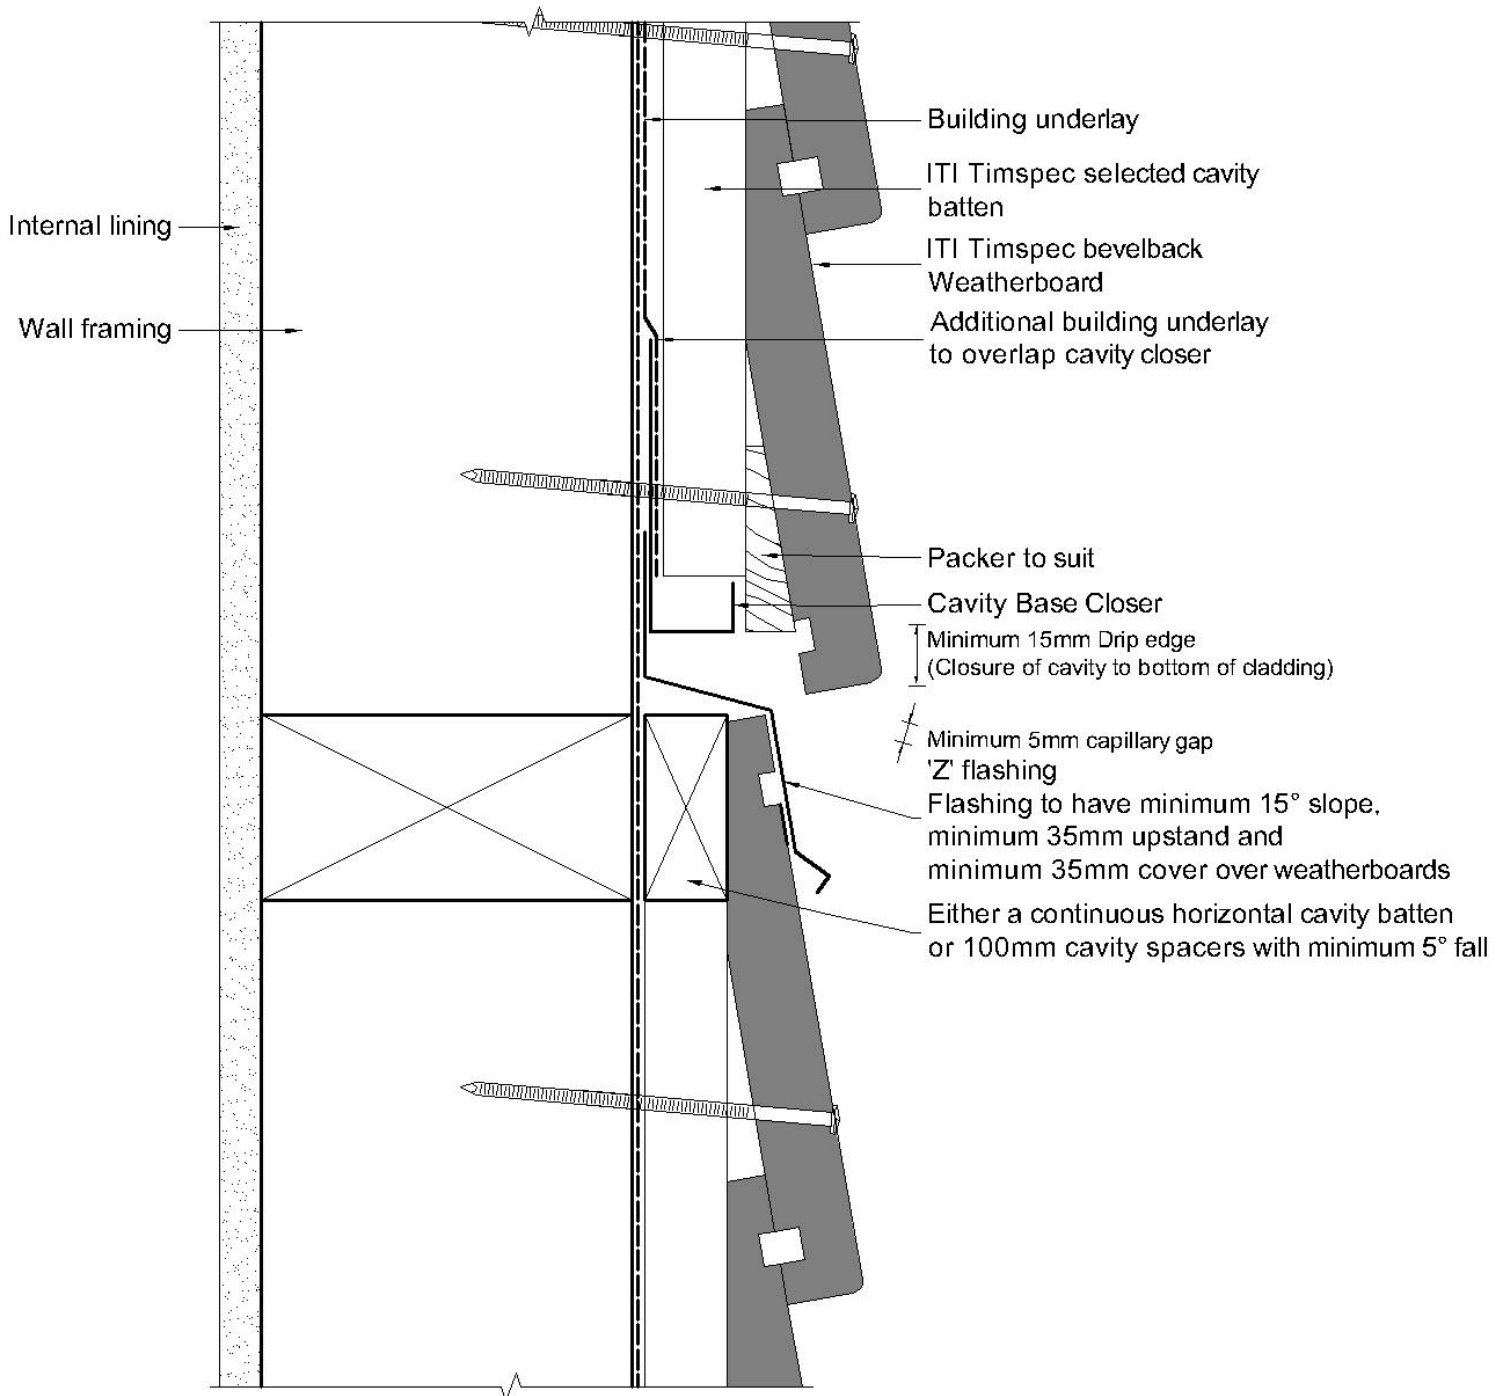 Internal lining
Wall framing
Building underlay
ITI Timspec selected cavity
batten
ITI Timspec bevelback
Weatherboard
Additional building underlay
to overlap cavity closer
Packer to suit
Cavity Base Closer
Minimum 15mm Drip edge
(Closure of cavity to bottom of cladding)
Minimum 5mm capillary gap
'Z' flashing
Flashing to have minimum 15° slope,
minimum 35mm upstand and
minimum 35mm cover over weatherboards
Either a continuous horizontal cavity batten
or 100mm cavity spacers with minimum 5° fall